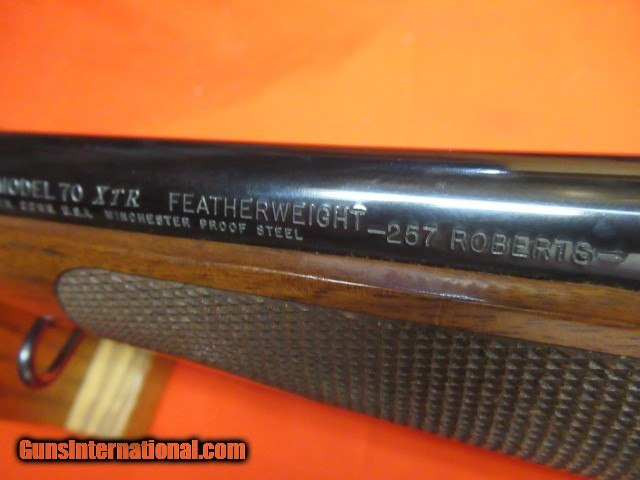 MODEL 70 XTR FEATHERWEIGHT -257 ROBERTS-
U.S.A. WINCHESTER PROOF STEEL
GunsInternational.com